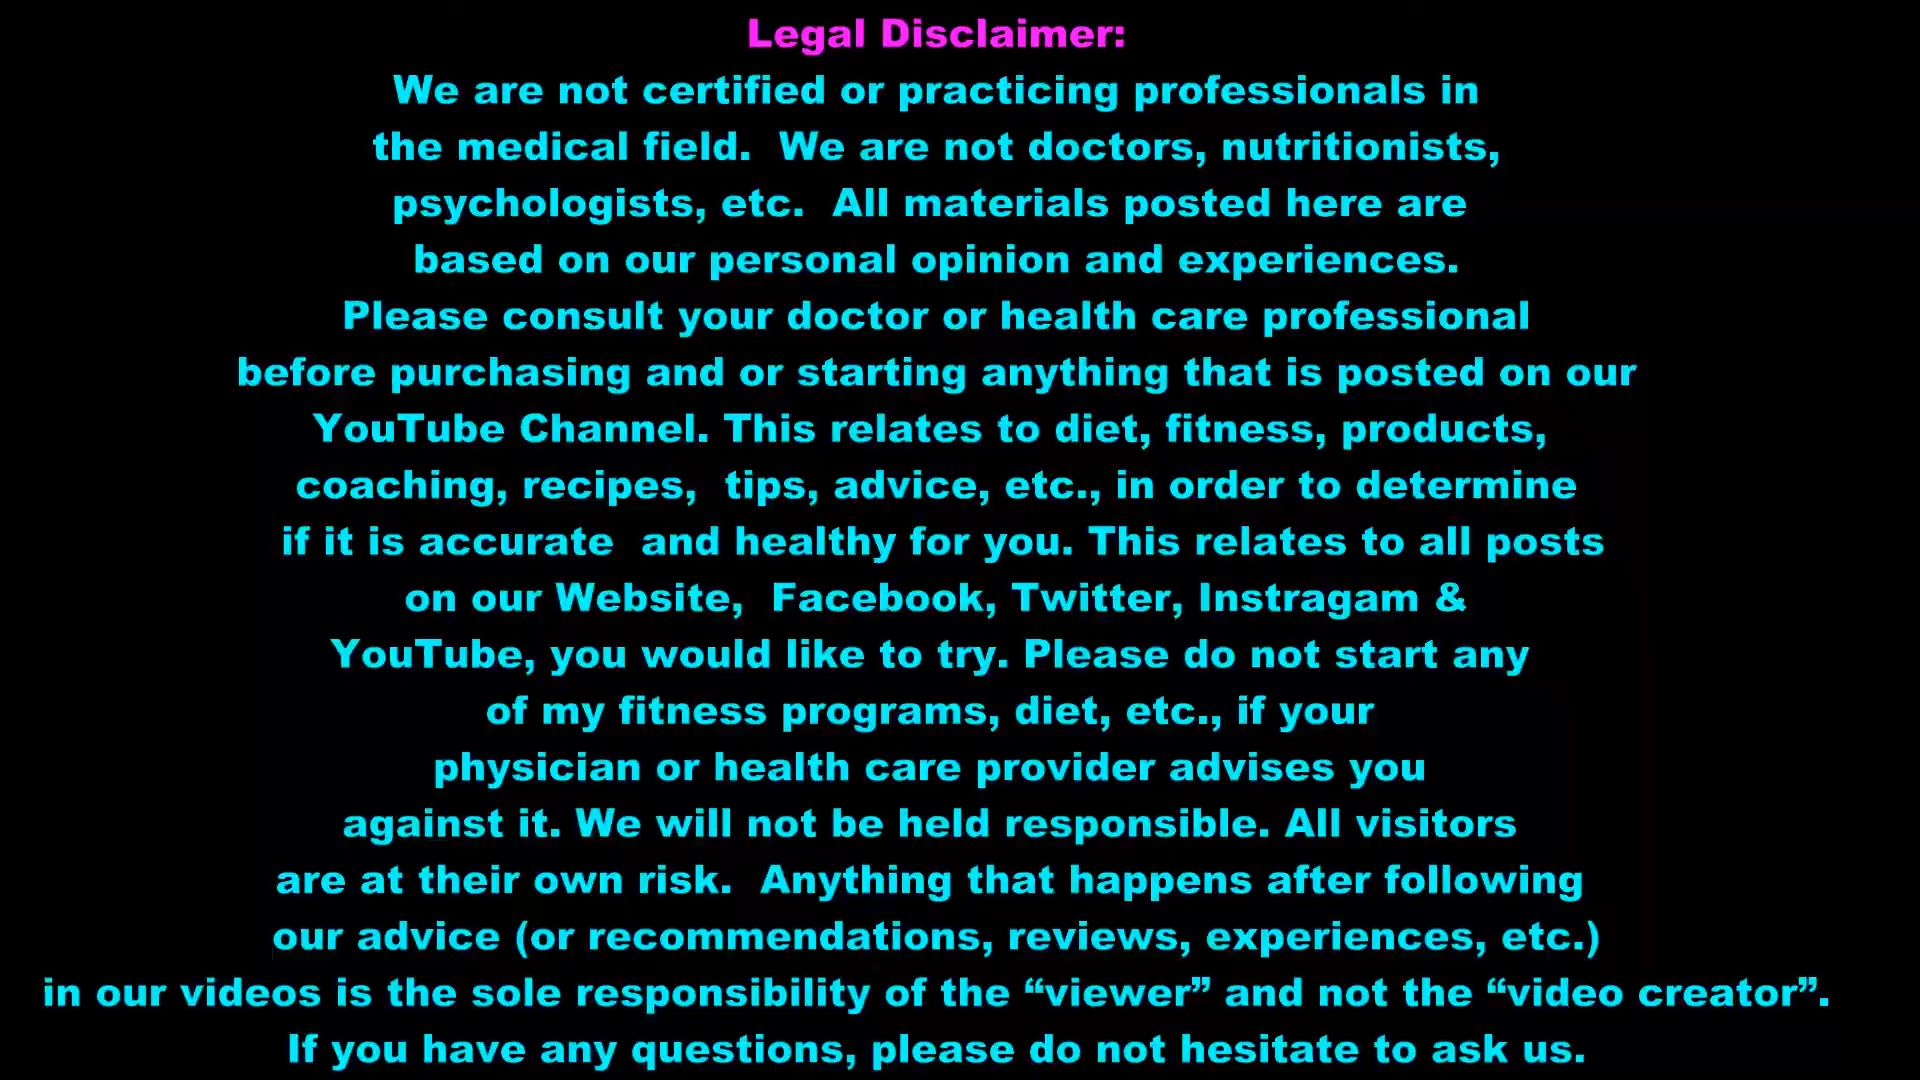 Legal Disclaimer:
We are not certified or practicing professionals in
the medical field.  We are not doctors, nutritionists,
psychologists, etc.  All materials posted here are
based on our personal opinion and experiences.
Please consult your doctor or health care professional
before purchasing and or starting anything that is posted on our
YouTube Channel. This relates to diet, fitness, products,
coaching, recipes,  tips, advice, etc., in order to determine
if it is accurate  and healthy for you. This relates to all posts
on our Website,  Facebook, Twitter, Instragam &
YouTube, you would like to try. Please do not start any
of my fitness programs, diet, etc., if your
physician or health care provider advises you
against it. We will not be held responsible. All visitors
are at their own risk.  Anything that happens after following
our advice (or recommendations, reviews, experiences, etc.)
in our videos is the sole responsibility of the “viewer” and not the “video creator”.
If you have any questions, please do not hesitate to ask us.